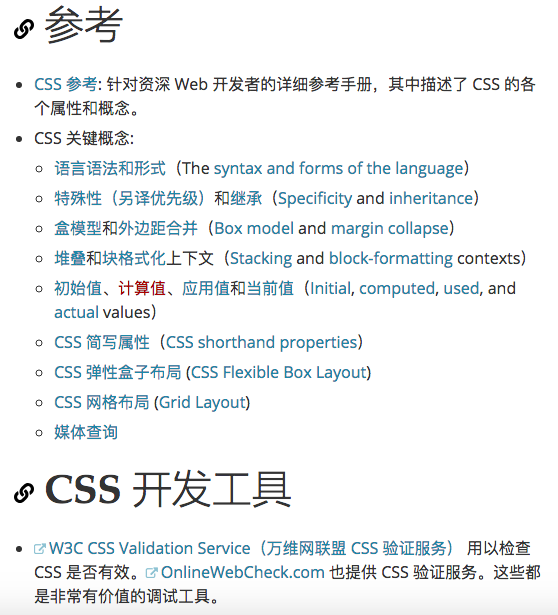 参考
CSS 参考: 针对资深 Web 开发者的详细参考手册，其中描述了 CSS 的各
个属性和概念。
CSS 关键概念:
语言语法和形式（The syntax and forms of the language）
特殊性（另译优先级）和继承（Specificity and inheritance）
盒模型和外边距合并（Box model and margin collapse）
堆叠和块格式化上下文（Stacking and block-formatting contexts）
初始值、计算值、应用值和当前值（Initial, computed, used, and
actual values）
CSS 简写属性（CSS shorthand properties）
CSS 弹性盒子布局 (CSS Flexible Box Layout)
CSS 网格布局 (Grid Layout)
媒体查询
CSS 开发工具
W3C CSS Validation Service（万维网联盟 CSS 验证服务） 用以检查
CSS 是否有效。 OnlineWebCheck.com 也提供 CSS 验证服务。这些都
是非常有价值的调试工具。